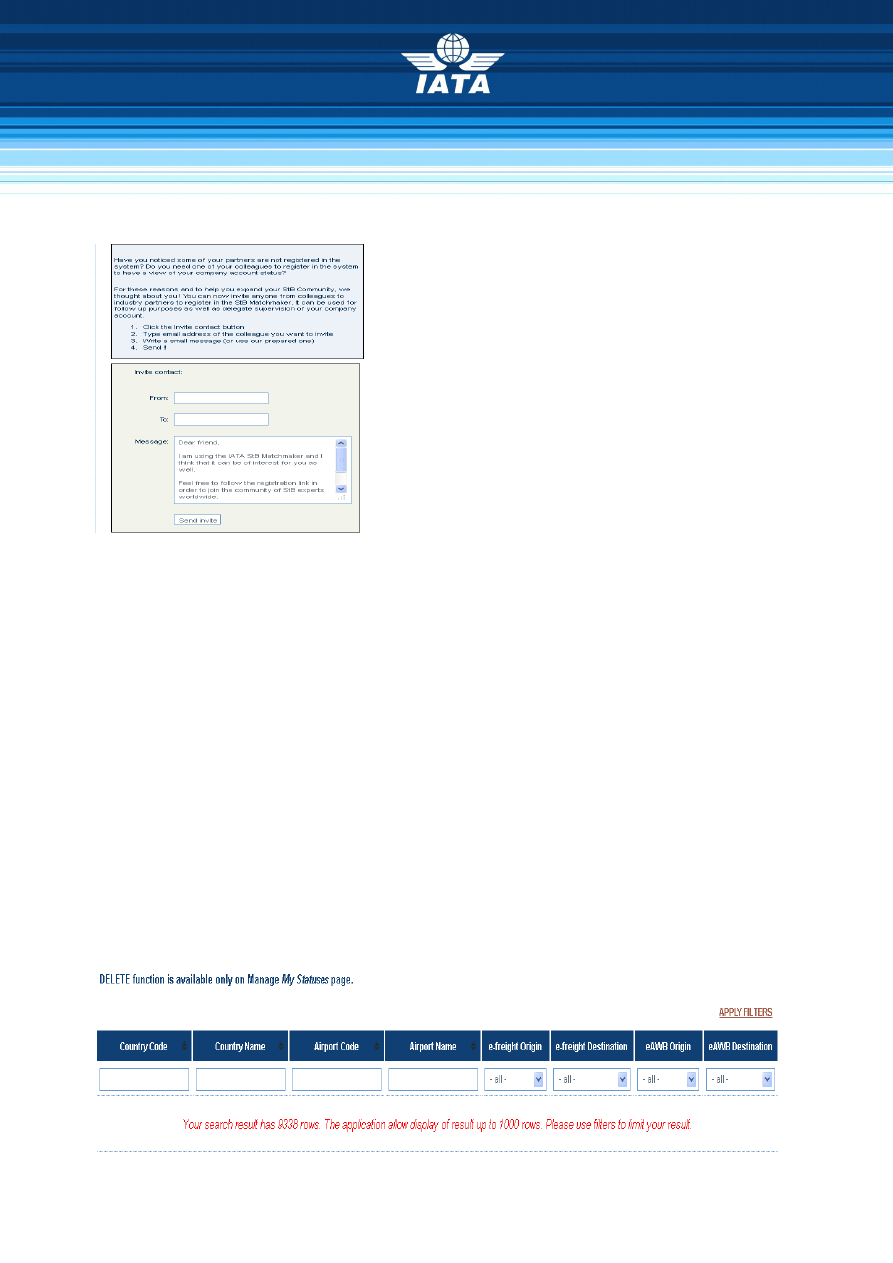 IATA
Have you noticed some of your partners are not registered in the
system? Do you need one of your colleagues to register in the system
to have a view of your company account status?
For these reasons and to help you expand your StB Community, we
thought about you! You can now invite anyone from colleagues to
industry partners to register in the StB Matchmaker. It can be used for
follow up purposes as well as delegate supervision of your company
account.
1. Click the Invite contact button
2. Type email address of the colleague you want to invite
3. Write a small message (or use our prepared one)
4. Send !!
Invite contact:
From:
To:
Message:
Dear friend,
I am using the IATA StB Matchmaker and I
think that it can be of interest for you as
well.
Feel free to follow the registration link in
order to join the community of StB experts
worldwide.
Send invite
DELETE function is available only on Manage My Statuses page.
APPLY FILTERS
Country Code Country Name Airport Code Airport Name e-freight Origin e-freight Destination eAWB Origin eAWB Destination
- all - - all - - all - - all -
Your search result has 9338 rows. The application allow display of result up to 1000 rows. Please use filters to limit your result.